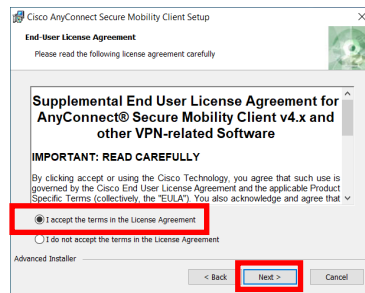 Cisco AnyConnect Secure Mobility Client Setup
End-User License Agreement
Please read the following license agreement carefully
Supplemental End User License Agreement for
AnyConnect® Secure Mobility Client v4.x and
other VPN-related Software
IMPORTANT: READ CAREFULLY
By clicking accept or using the Cisco Technology, you agree that such use is
governed by the Cisco End User License Agreement and the applicable Product
Specific Terms (collectively, the "EULA"). You also acknowledge and agree that
I accept the terms in the License Agreement
I do not accept the terms in the License Agreement
Advanced Installer
< Back Next > Cancel